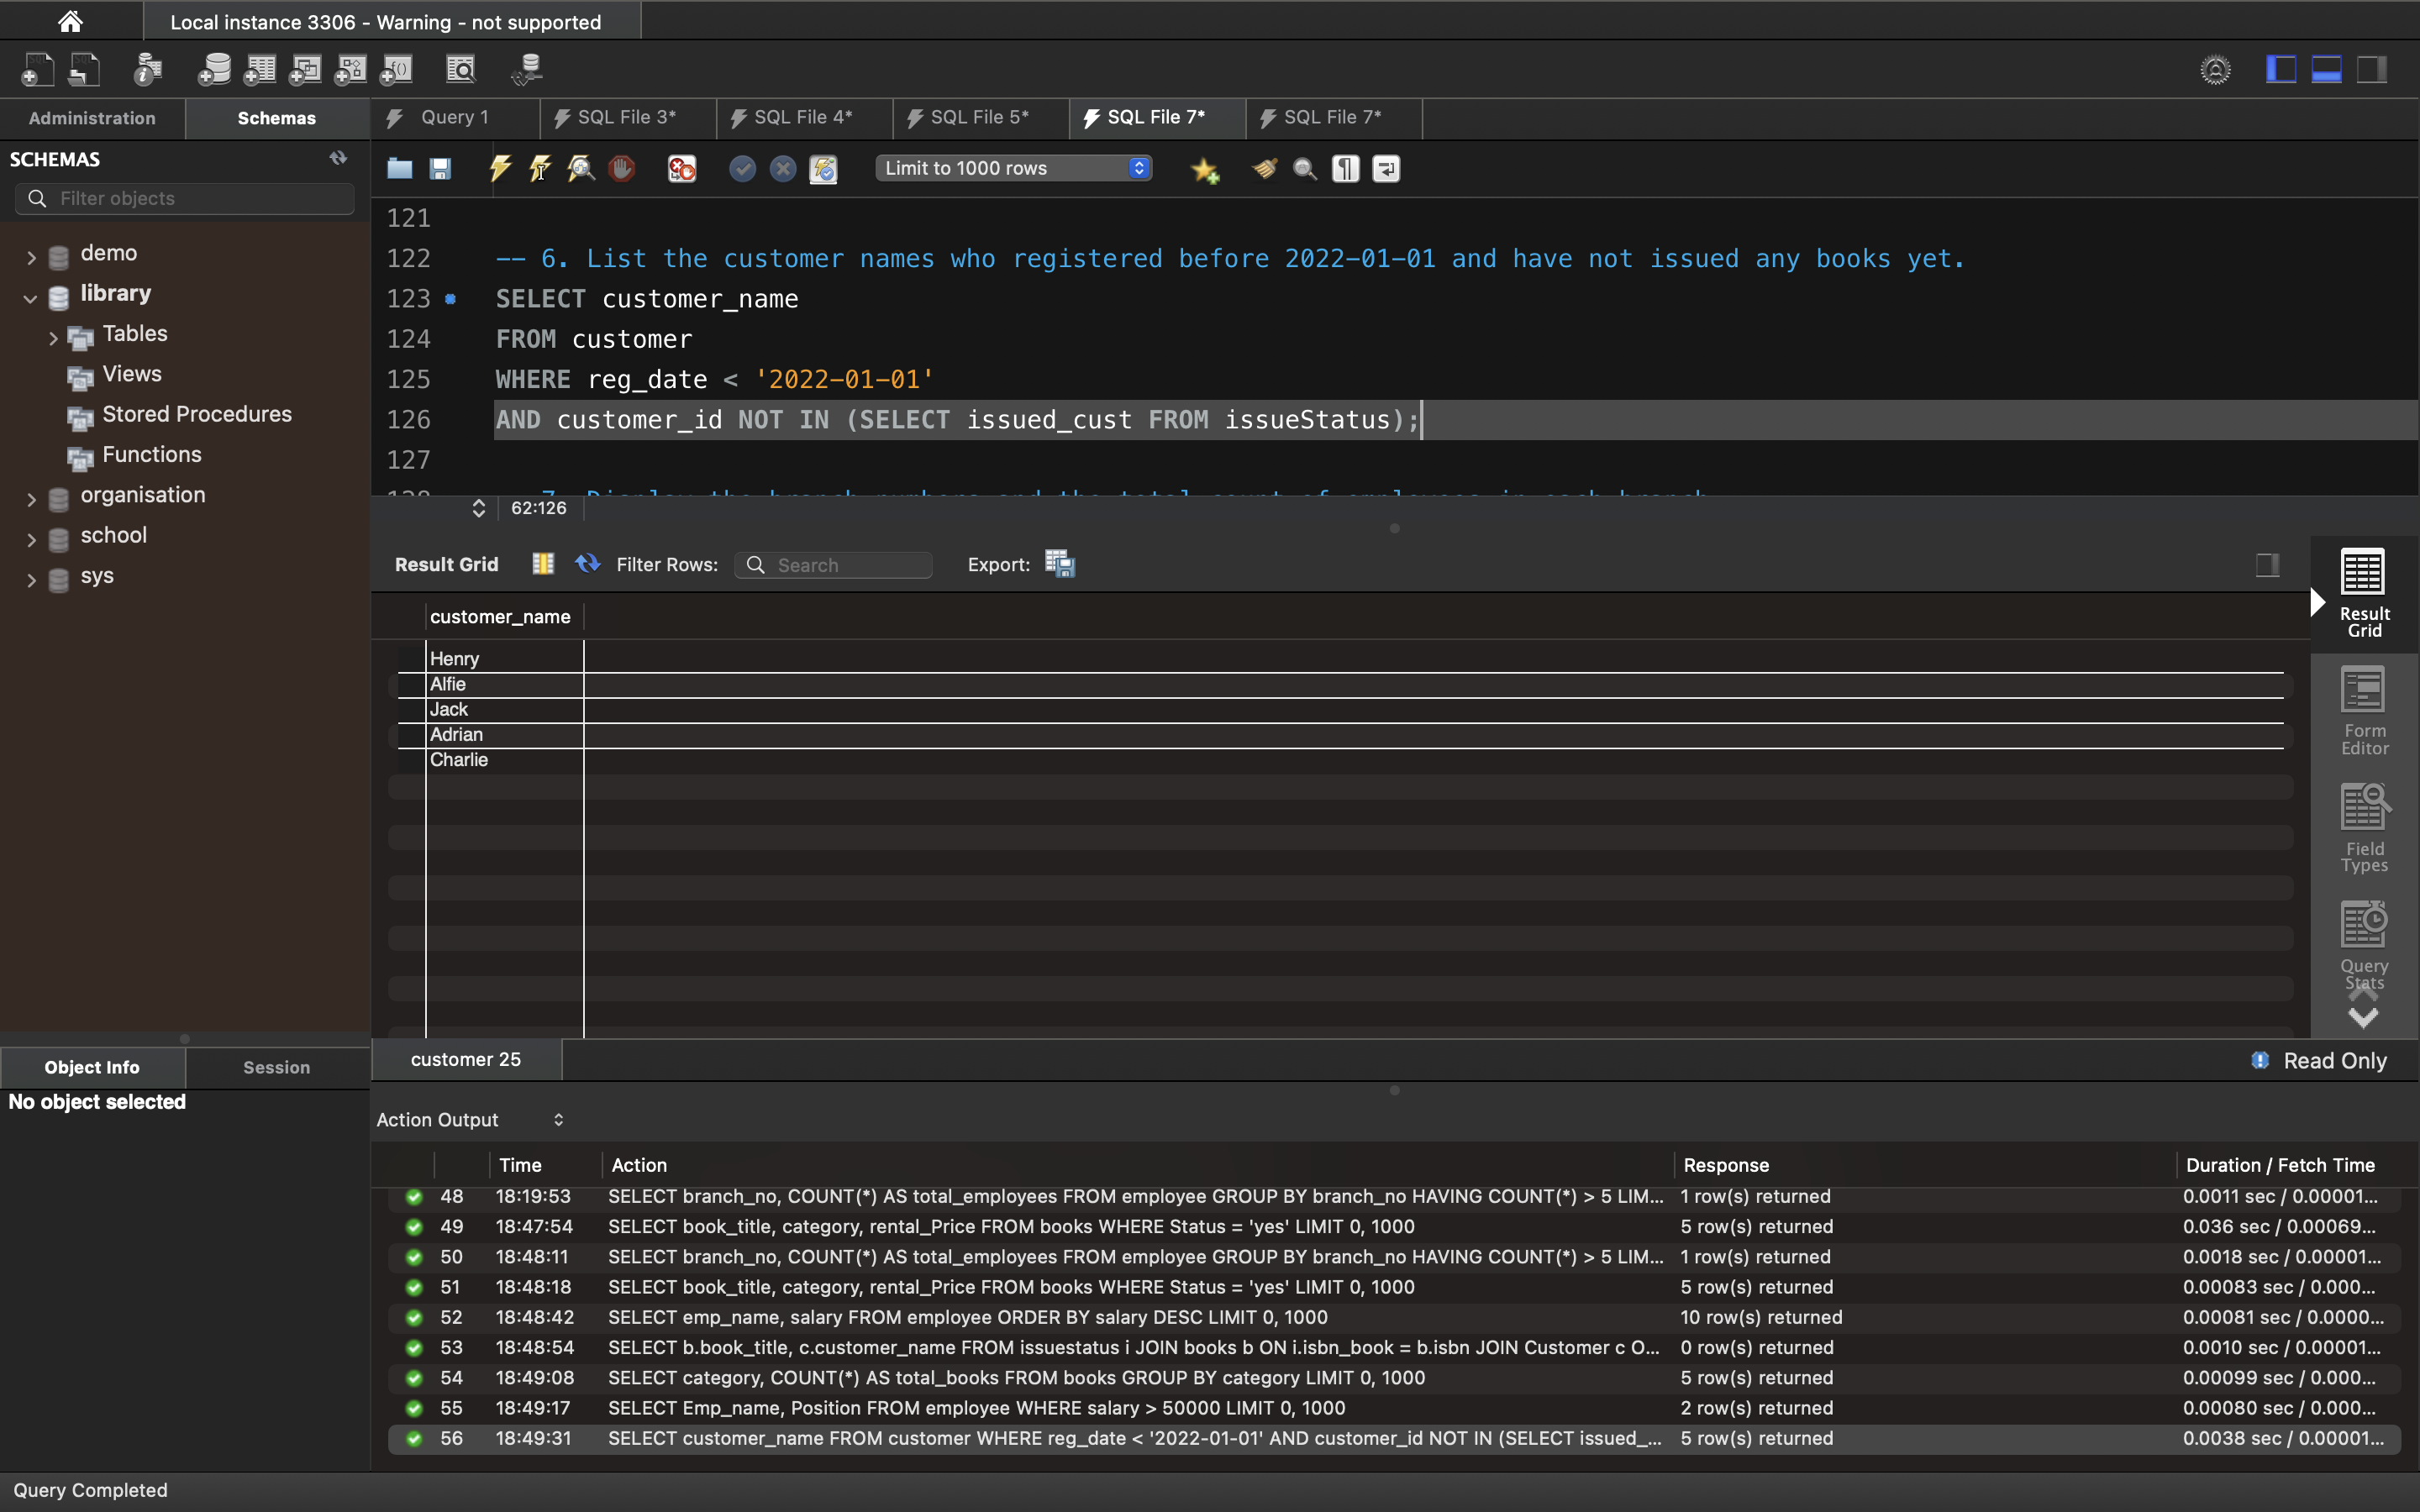 Local instance 3306 - Warning - not supported
Administration
Schemas
Query 1
SQL File 3*
SQL File 4*
SQL File 5*
SQL File 7*
SQL File 7*
SCHEMAS
Filter objects
demo
library
Tables
Views
Stored Procedures
Functions
organisation
school
sys
Limit to 1000 rows
121
122 -- 6. List the customer names who registered before 2022-01-01 and have not issued any books yet.
123 SELECT customer_name
124 FROM customer
125 WHERE reg_date < '2022-01-01'
126 AND customer_id NOT IN (SELECT issued_cust FROM issueStatus);
127
128 -- 7. Display the branch numbers and the total count of employees in each branch.
62:126
Result Grid
Filter Rows:
Search
Export:
customer_name
Henry
Alfie
Jack
Adrian
Charlie
Result Grid
Form Editor
Field Types
Query Stats
customer 25
Read Only
Object Info
Session
No object selected
Action Output
Time Action Response Duration / Fetch Time
48 18:19:53 SELECT branch_no, COUNT(*) AS total_employees FROM employee GROUP BY branch_no HAVING COUNT(*) > 5 LIM... 1 row(s) returned 0.0011 sec / 0.00001...
49 18:47:54 SELECT book_title, category, rental_Price FROM books WHERE Status = 'yes' LIMIT 0, 1000 5 row(s) returned 0.036 sec / 0.00069...
50 18:48:11 SELECT branch_no, COUNT(*) AS total_employees FROM employee GROUP BY branch_no HAVING COUNT(*) > 5 LIM... 1 row(s) returned 0.0018 sec / 0.00001...
51 18:48:18 SELECT book_title, category, rental_Price FROM books WHERE Status = 'yes' LIMIT 0, 1000 5 row(s) returned 0.00083 sec / 0.000...
52 18:48:42 SELECT emp_name, salary FROM employee ORDER BY salary DESC LIMIT 0, 1000 10 row(s) returned 0.00081 sec / 0.0000...
53 18:48:54 SELECT b.book_title, c.customer_name FROM issuestatus i JOIN books b ON i.isbn_book = b.isbn JOIN Customer c O... 0 row(s) returned 0.0010 sec / 0.00001...
54 18:49:08 SELECT category, COUNT(*) AS total_books FROM books GROUP BY category LIMIT 0, 1000 5 row(s) returned 0.00099 sec / 0.000...
55 18:49:17 SELECT Emp_name, Position FROM employee WHERE salary > 50000 LIMIT 0, 1000 2 row(s) returned 0.00080 sec / 0.000...
56 18:49:31 SELECT customer_name FROM customer WHERE reg_date < '2022-01-01' AND customer_id NOT IN (SELECT issued_... 5 row(s) returned 0.0038 sec / 0.00001...
Query Completed